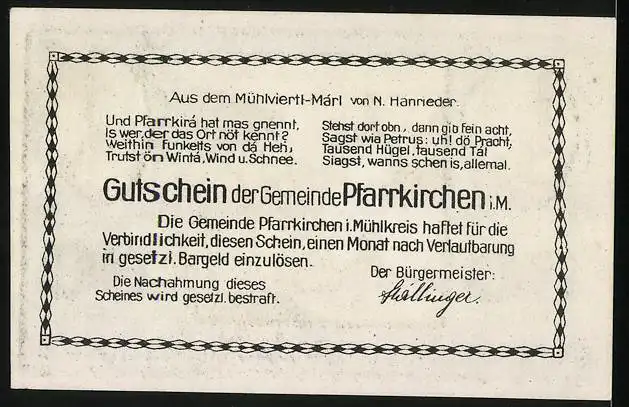 Aus dem Mühlviertl-Márl von N. Hanrieder.
Und Pfarrkirá hat mas gnennt,
Is wer, der das Ort nöt kennt?
Weithin funkelts von dá Heh,
Trutst ön Wintá, Wind u. Schnee.
Stehst dort obn, dann gib fein acht,
Sagst wia Petrus: uh! dö Pracht,
Tausend Hügel, tausend Tal
Siagst, wanns schen is, allemal.
Gutschein der Gemeinde Pfarrkirchen i. M.
Die Gemeinde Pfarrkirchen i. Mühlkreis haftet für die
Verbindlichkeit, diesen Schein, einen Monat nach Verlautbarung
in gesetzl. Bargeld einzulösen.
Die Nachahmung dieses
Scheines wird gesetzl. bestraft.
Der Bürgermeister: